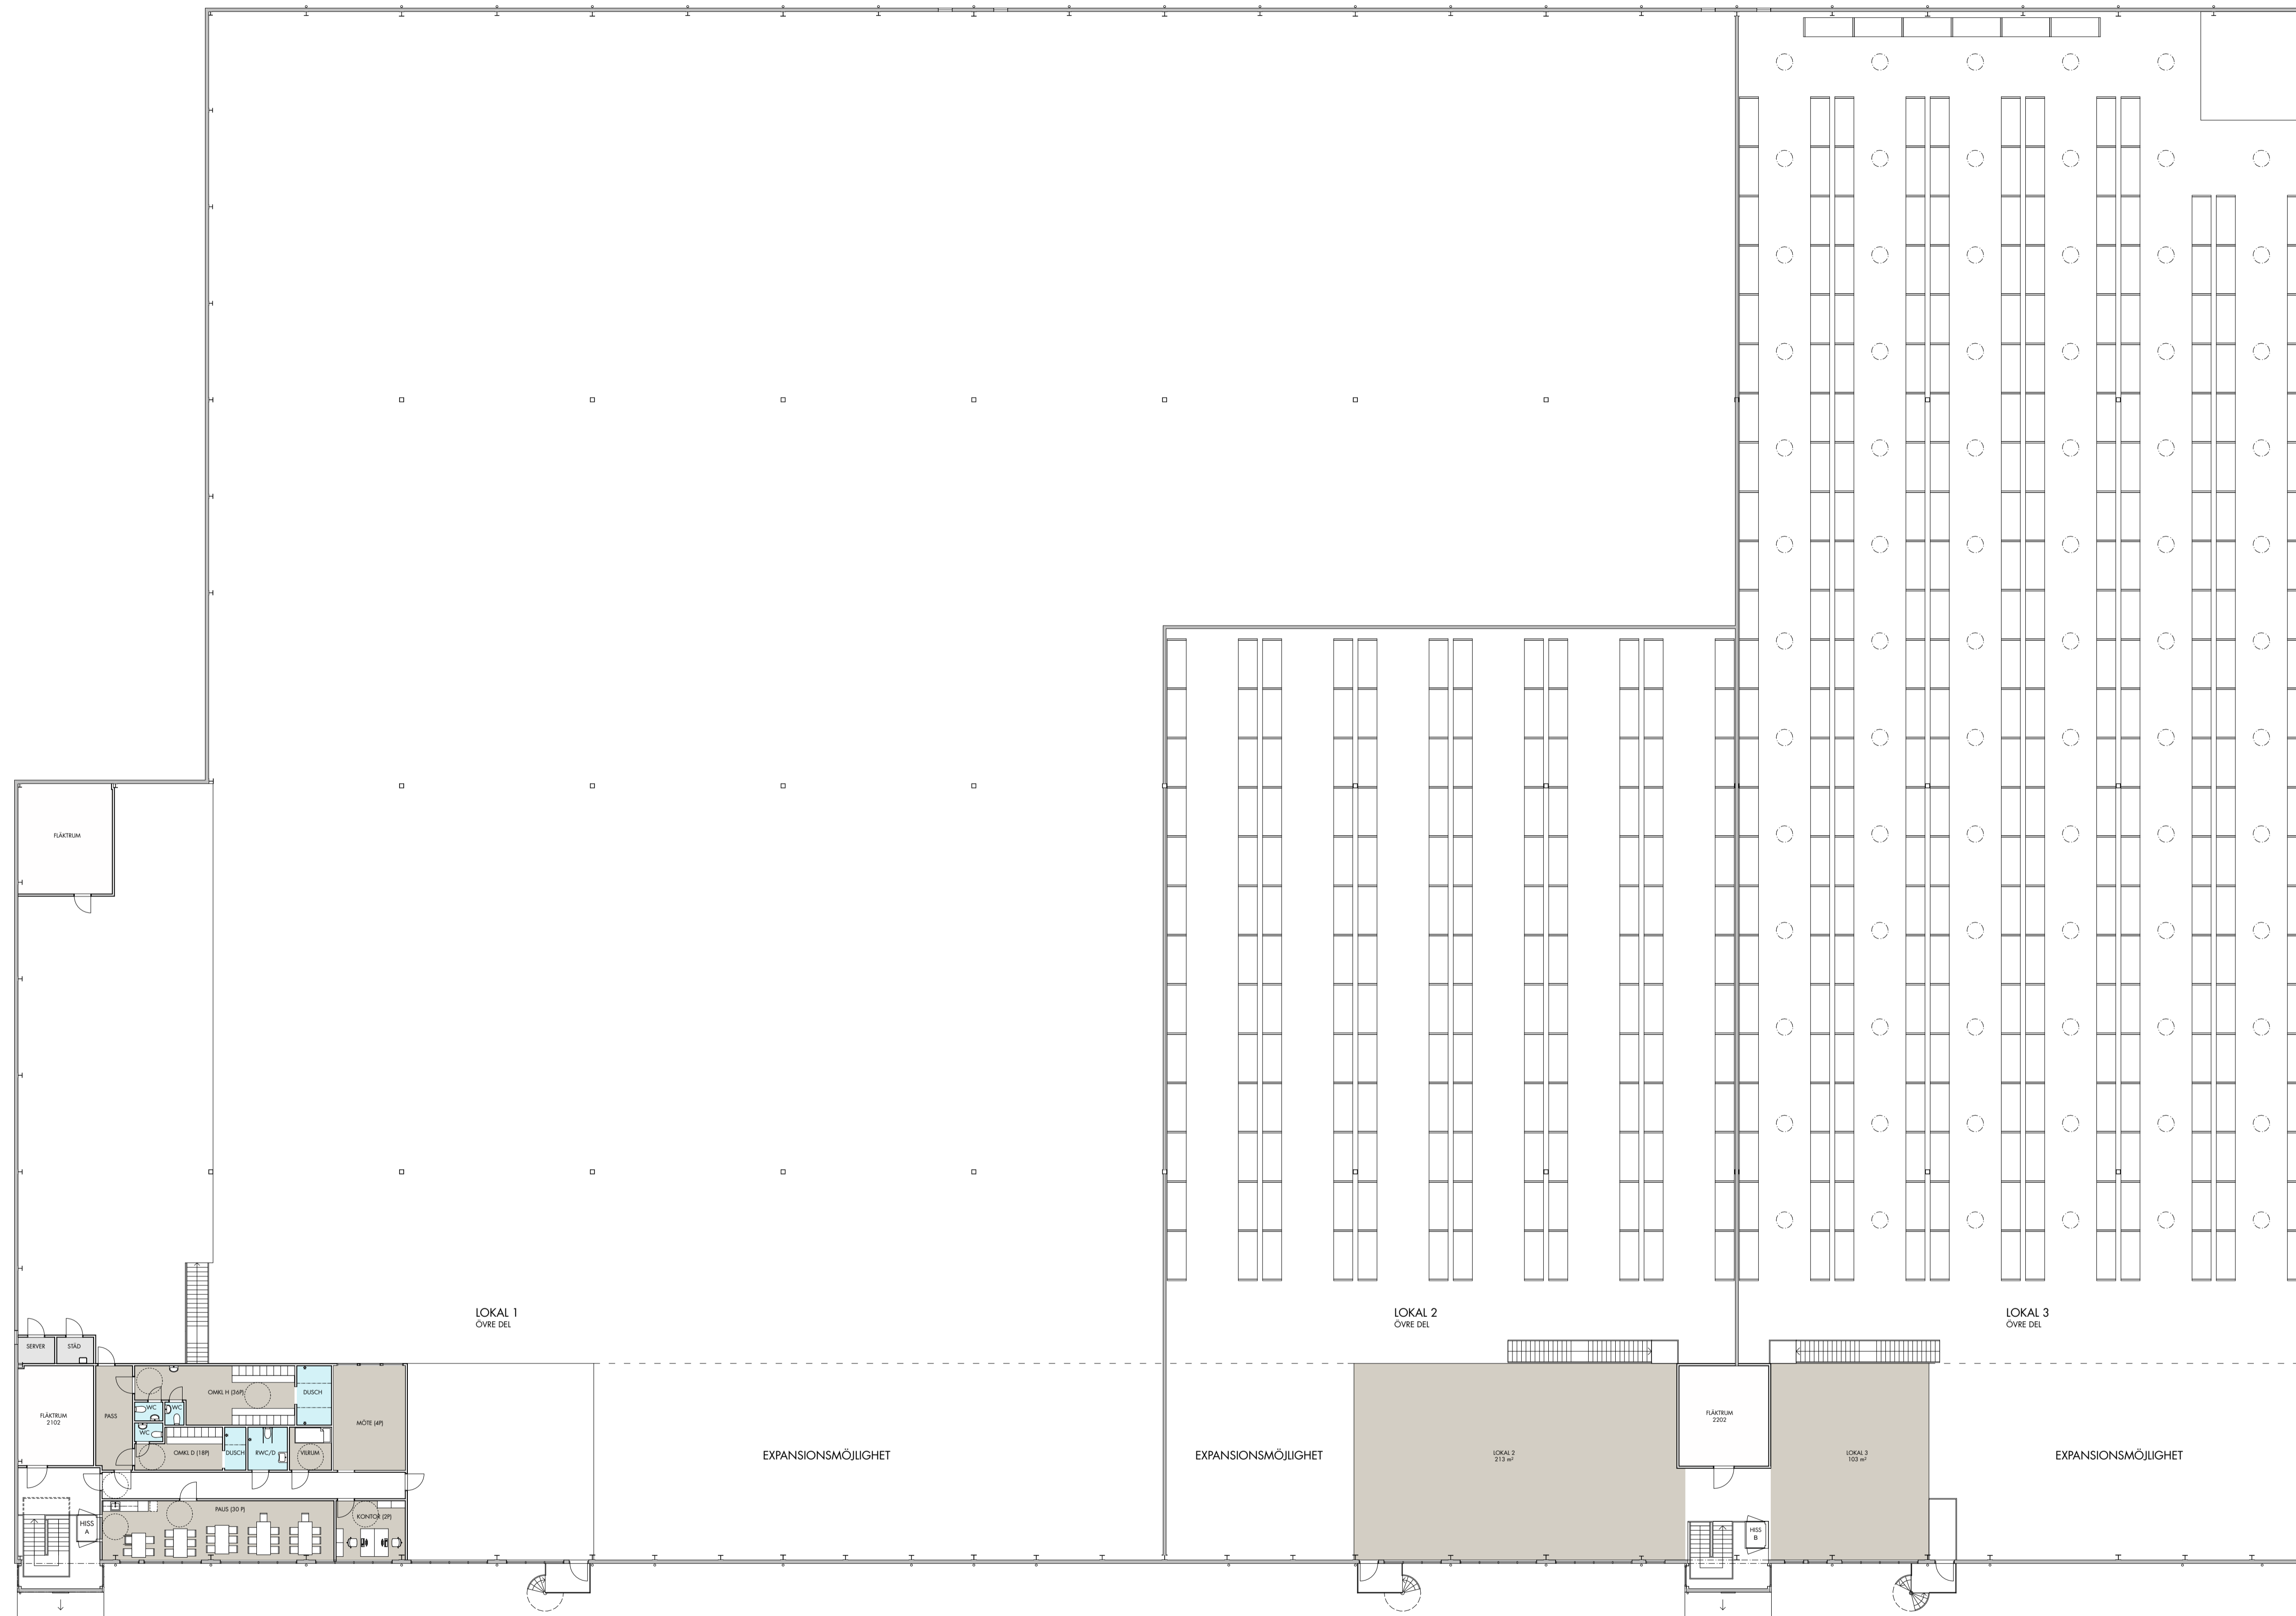 FLÄKTRUM
LOKAL 1
ÖVRE DEL
LOKAL 2
ÖVRE DEL
LOKAL 3
ÖVRE DEL
SERVER
STÄD
FLÄKTRUM
2102
PASS
OMKL H (36P)
DUSCH
WC
WC
WC
MÖTE (4P)
OMKL D (18P)
DUSCH
RWC/D
VILRUM
PAUS (30 P)
KONTOR (2P)
HISS
A
EXPANSIONSMÖJLIGHET
EXPANSIONSMÖJLIGHET
LOKAL 2
213 m²
FLÄKTRUM
2202
HISS
B
LOKAL 3
103 m²
EXPANSIONSMÖJLIGHET